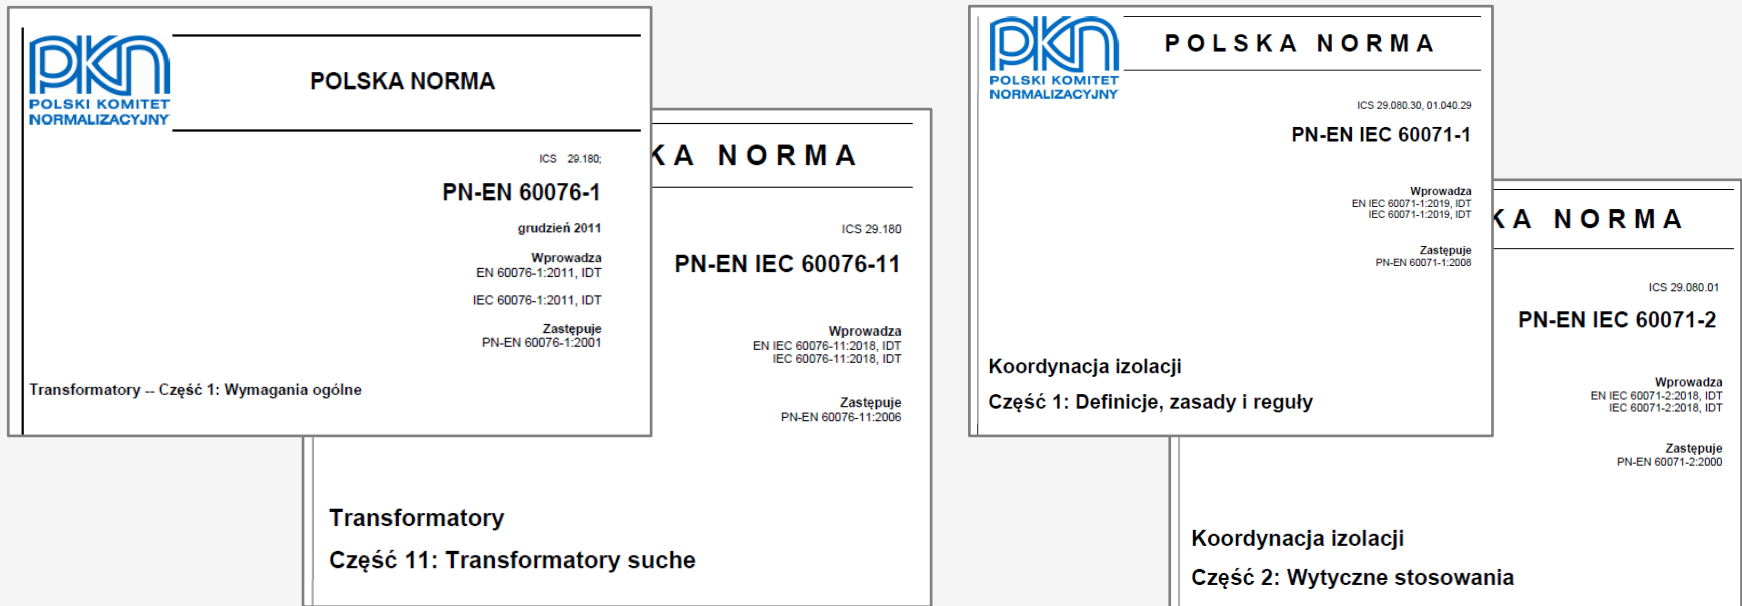 PKN
POLSKI KOMITET
NORMALIZACYJNY
POLSKA NORMA
ICS 29.180;
PN-EN 60076-1
grudzień 2011
Wprowadza
EN 60076-1:2011, IDT
IEC 60076-1:2011, IDT
Zastępuje
PN-EN 60076-1:2001
Transformatory -- Część 1: Wymagania ogólne
KA NORMA
ICS 29.180
PN-EN IEC 60076-11
Wprowadza
EN IEC 60076-11:2018, IDT
IEC 60076-11:2018, IDT
Zastępuje
PN-EN 60076-11:2006
Transformatory
Część 11: Transformatory suche
PKN
POLSKI KOMITET
NORMALIZACYJNY
POLSKA NORMA
ICS 29.080.30, 01.040.29
PN-EN IEC 60071-1
Wprowadza
EN IEC 60071-1:2019, IDT
IEC 60071-1:2019, IDT
Zastępuje
PN-EN 60071-1:2008
Koordynacja izolacji
Część 1: Definicje, zasady i reguły
KA NORMA
ICS 29.080.01
PN-EN IEC 60071-2
Wprowadza
EN IEC 60071-2:2018, IDT
IEC 60071-2:2018, IDT
Zastępuje
PN-EN 60071-2:2000
Koordynacja izolacji
Część 2: Wytyczne stosowania